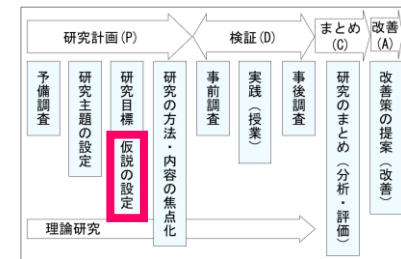 研究計画(P)
検証(D)
まとめ
(C)
改善
(A)
予備調査
研究主題の設定
研究目標
仮説の設定
研究の方法・内容の焦点化
事前調査
実践(授業)
事後調査
研究のまとめ(分析・評価)
改善策の提案(改善)
理論研究